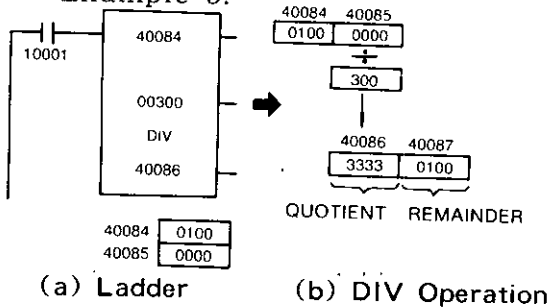 Example 3.
10001
40084
00300
DIV
40086
40084 0100
40085 0000
(a) Ladder
40084 40085
0100 0000
÷
300
40086 40087
3333 0100
QUOTIENT REMAINDER
(b) DIV Operation